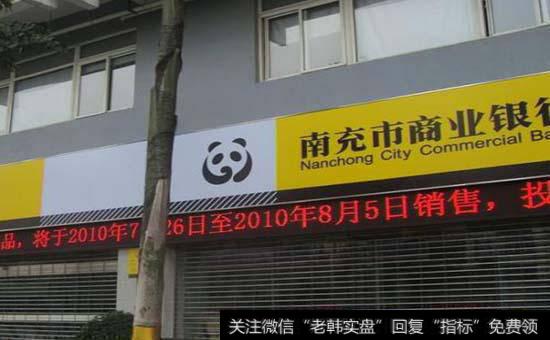 南充市商业银行
Nanchong City Commercial Ba
品，将于2010年7 26日至2010年8月5日销售，投
关注微信“老韩实盘”回复“指标”免费领